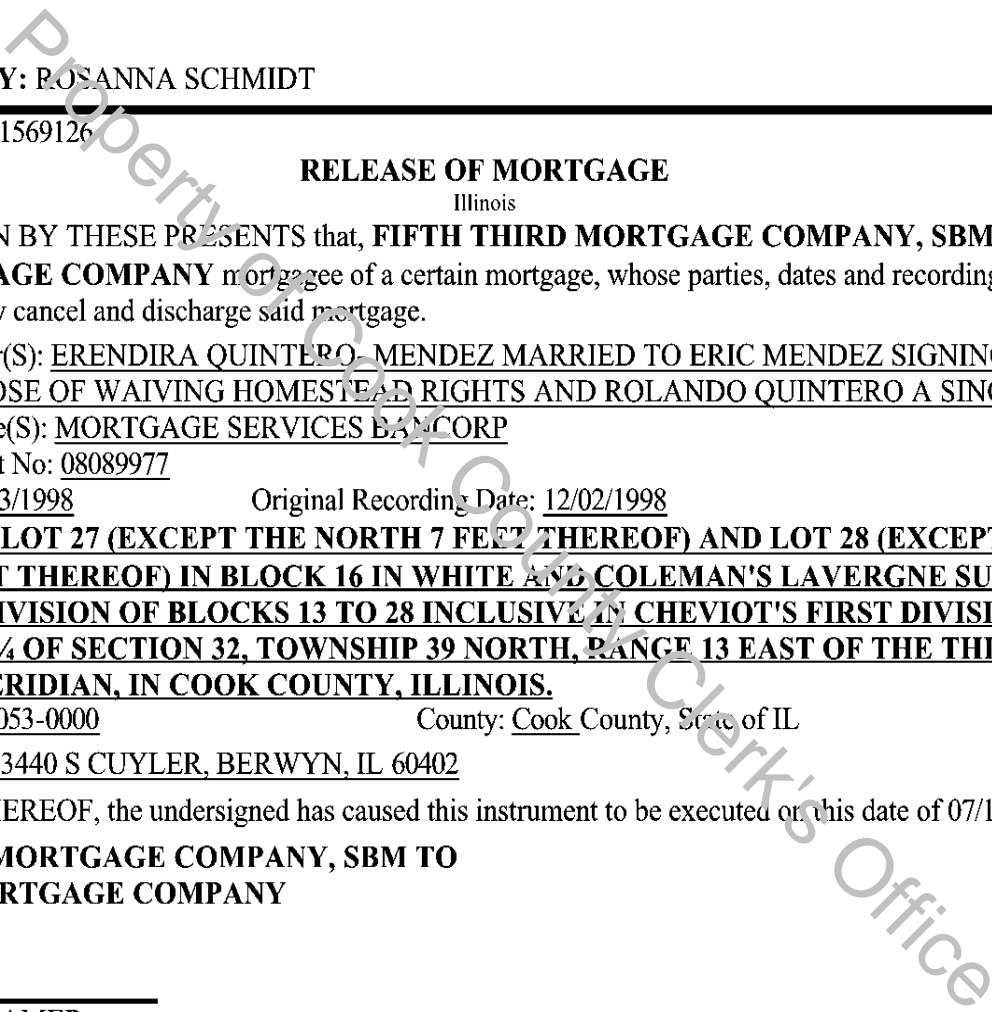 Y: ROSANNA SCHMIDT
1569126
RELEASE OF MORTGAGE
Illinois
N BY THESE PRESENTS that, FIFTH THIRD MORTGAGE COMPANY, SBM
AGE COMPANY mortgagee of a certain mortgage, whose parties, dates and recording
y cancel and discharge said mortgage.
r(S): ERENDIRA QUINTERO- MENDEZ MARRIED TO ERIC MENDEZ SIGNING
OSE OF WAIVING HOMESTEAD RIGHTS AND ROLANDO QUINTERO A SING
e(S): MORTGAGE SERVICES BANCORP
t No: 08089977
3/1998 Original Recording Date: 12/02/1998
LOT 27 (EXCEPT THE NORTH 7 FEET THEREOF) AND LOT 28 (EXCEPT
T THEREOF) IN BLOCK 16 IN WHITE AND COLEMAN'S LAVERGNE SU
IVISION OF BLOCKS 13 TO 28 INCLUSIVE IN CHEVIOT'S FIRST DIVISI
¼ OF SECTION 32, TOWNSHIP 39 NORTH, RANGE 13 EAST OF THE THI
ERIDIAN, IN COOK COUNTY, ILLINOIS.
053-0000 County: Cook County, State of IL
3440 S CUYLER, BERWYN, IL 60402
HEREOF, the undersigned has caused this instrument to be executed on this date of 07/1
MORTGAGE COMPANY, SBM TO
RTGAGE COMPANY
Property of Cook County Clerk's Office